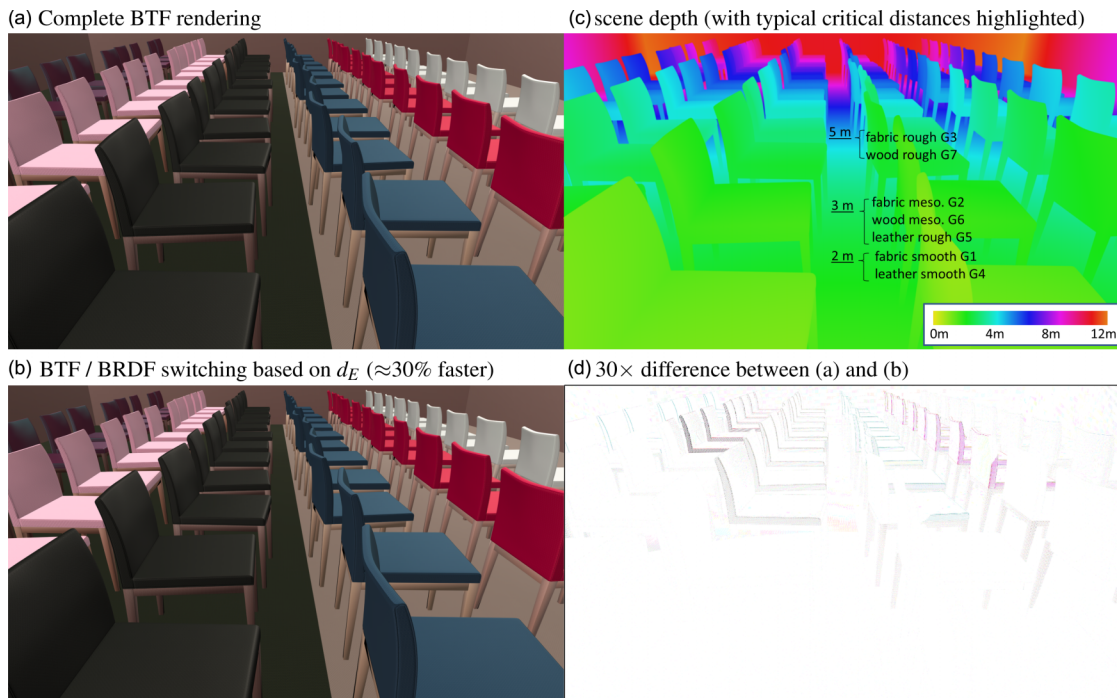 (a) Complete BTF rendering
(c) scene depth (with typical critical distances highlighted)
5 m
fabric rough G3
wood rough G7
3 m
fabric meso. G2
wood meso. G6
leather rough G5
2 m
fabric smooth G1
leather smooth G4
0m 4m 8m 12m
(b) BTF / BRDF switching based on d_E (≈30% faster)
(d) 30× difference between (a) and (b)